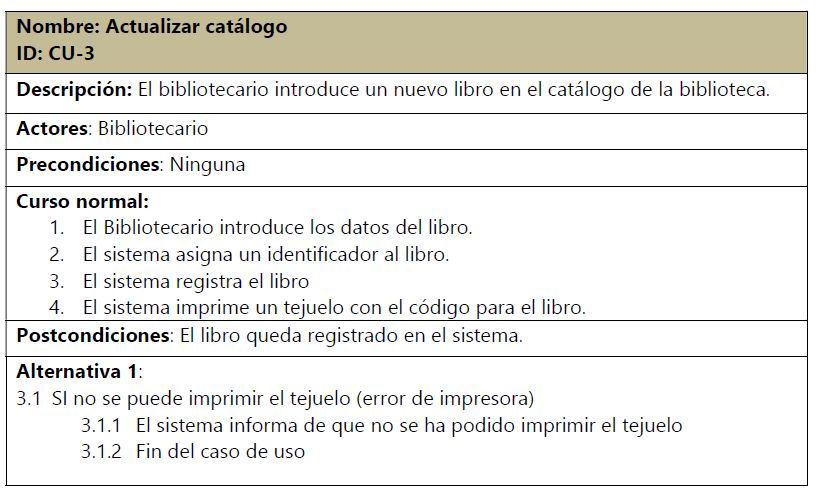 Nombre: Actualizar catálogo
ID: CU-3
Descripción: El bibliotecario introduce un nuevo libro en el catálogo de la biblioteca.
Actores: Bibliotecario
Precondiciones: Ninguna
Curso normal:
1. El Bibliotecario introduce los datos del libro.
2. El sistema asigna un identificador al libro.
3. El sistema registra el libro
4. El sistema imprime un tejuelo con el código para el libro.
Postcondiciones: El libro queda registrado en el sistema.
Alternativa 1:
3.1 SI no se puede imprimir el tejuelo (error de impresora)
3.1.1 El sistema informa de que no se ha podido imprimir el tejuelo
3.1.2 Fin del caso de uso